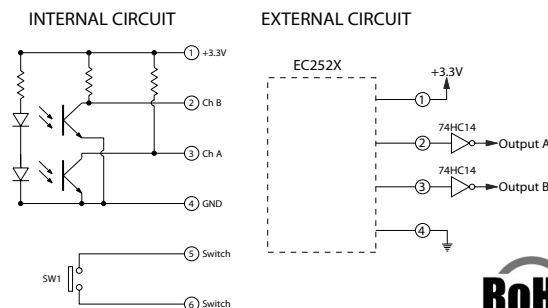 INTERNAL CIRCUIT
1 +3.3V
2 Ch B
3 Ch A
4 GND
5 Switch
SW1
6 Switch
EXTERNAL CIRCUIT
EC252X
+3.3V
1
74HC14
2 Output A
74HC14
3 Output B
4